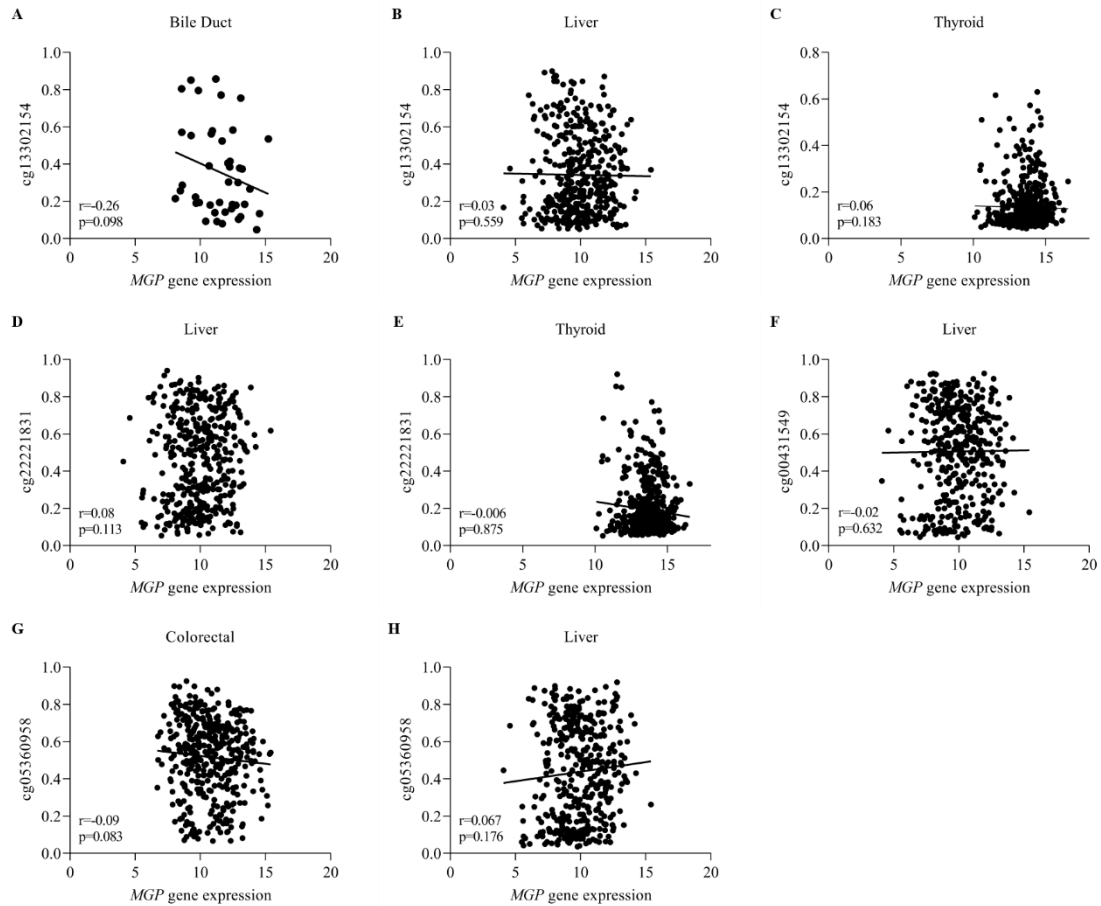 A
Bile Duct
cg13302154
1.0
0.8
0.6
0.4
0.2
0.0
r=-0.26
p=0.098
0 5 10 15 20
MGP gene expression
B
Liver
cg13302154
1.0
0.8
0.6
0.4
0.2
0.0
r=0.03
p=0.559
0 5 10 15 20
MGP gene expression
C
Thyroid
cg13302154
0.8
0.6
0.4
0.2
0.0
r=0.06
p=0.183
0 5 10 15
MGP gene expression
D
Liver
cg22221831
1.0
0.8
0.6
0.4
0.2
0.0
r=0.08
p=0.113
0 5 10 15 20
MGP gene expression
E
Thyroid
cg22221831
1.0
0.8
0.6
0.4
0.2
0.0
r=-0.006
p=0.875
0 5 10 15
MGP gene expression
F
Liver
cg00431549
1.0
0.8
0.6
0.4
0.2
0.0
r=-0.02
p=0.632
0 5 10 15 20
MGP gene expression
G
Colorectal
cg05360958
1.0
0.8
0.6
0.4
0.2
0.0
r=-0.09
p=0.083
0 5 10 15 20
MGP gene expression
H
Liver
cg05360958
1.0
0.8
0.6
0.4
0.2
0.0
r=0.067
p=0.176
0 5 10 15 20
MGP gene expression